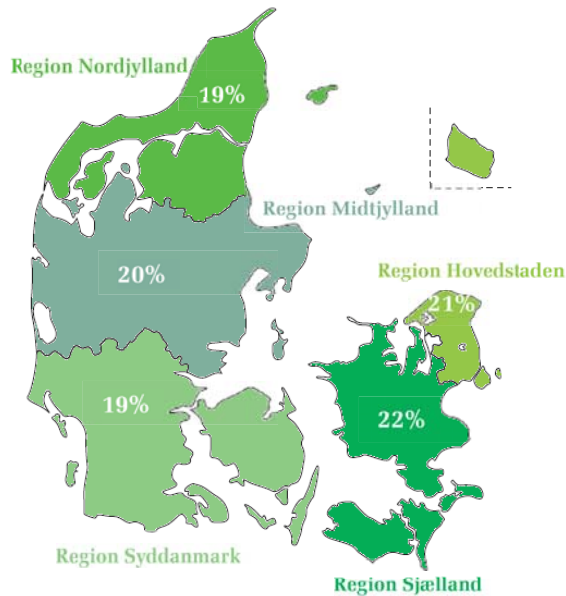 Region Nordjylland
19%
Region Midtjylland
20%
Region Hovedstaden
21%
19%
22%
Region Syddanmark
Region Sjælland